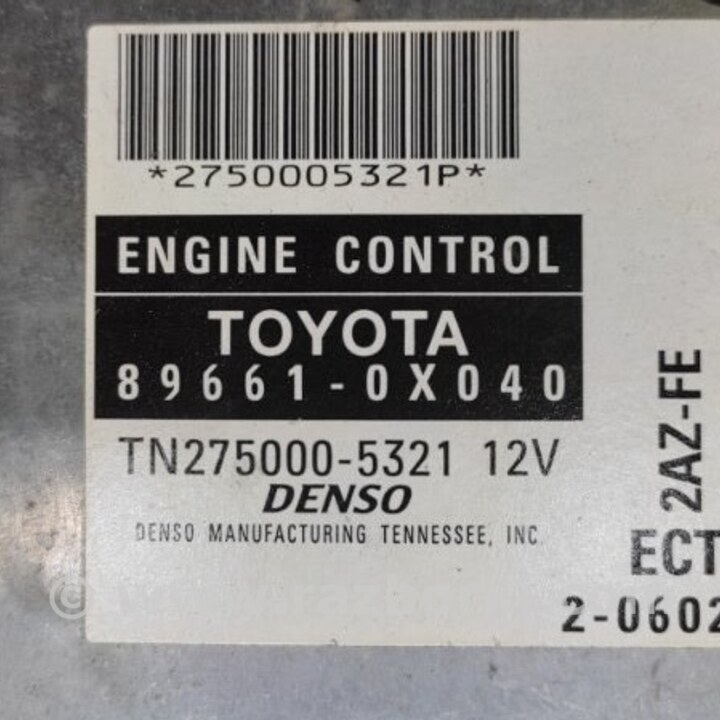 *2750005321P*
ENGINE CONTROL
TOYOTA
89661-0X040
TN275000-5321 12V
DENSO
DENSO MANUFACTURING TENNESSEE, INC.
2AZ-FE
ECT
2-0602